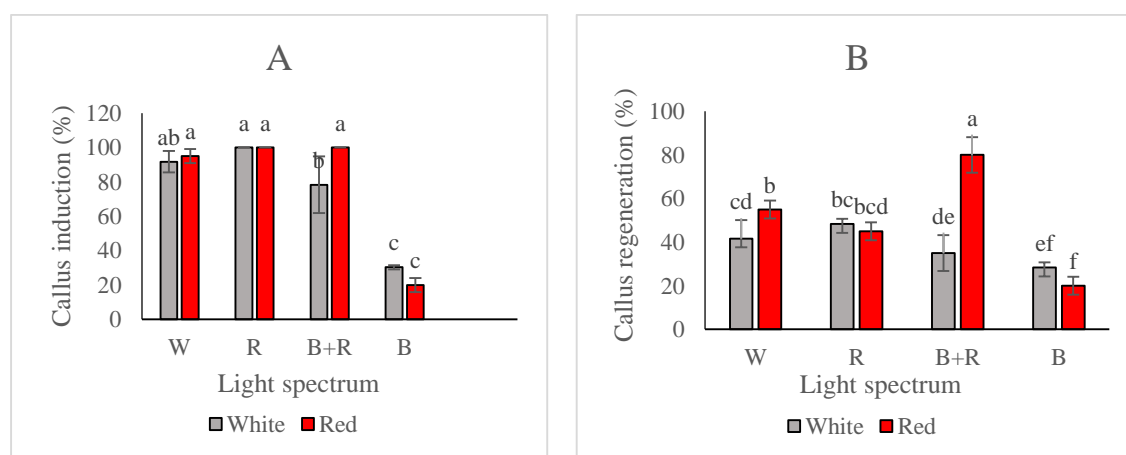 A
Callus induction (%)
120
100
80
60
40
20
0
ab a a a b a c c
W R B+R B
Light spectrum
White Red
B
Callus regeneration (%)
100
80
60
40
20
0
cd b bc bcd de a ef f
W R B+R B
Light spectrum
White Red